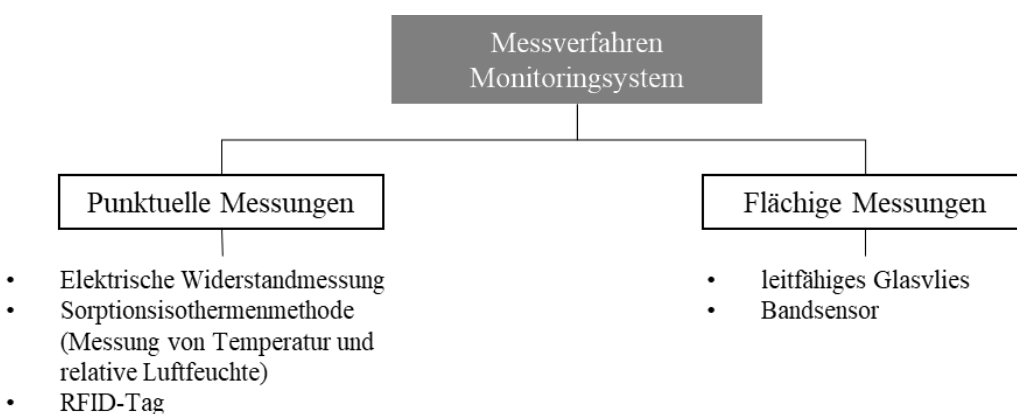 Messverfahren
Monitoringsystem
Punktuelle Messungen
• Elektrische Widerstandmessung
• Sorptionsisothermenmethode
(Messung von Temperatur und
relative Luftfeuchte)
• RFID-Tag
Flächige Messungen
• leitfähiges Glasvlies
• Bandsensor